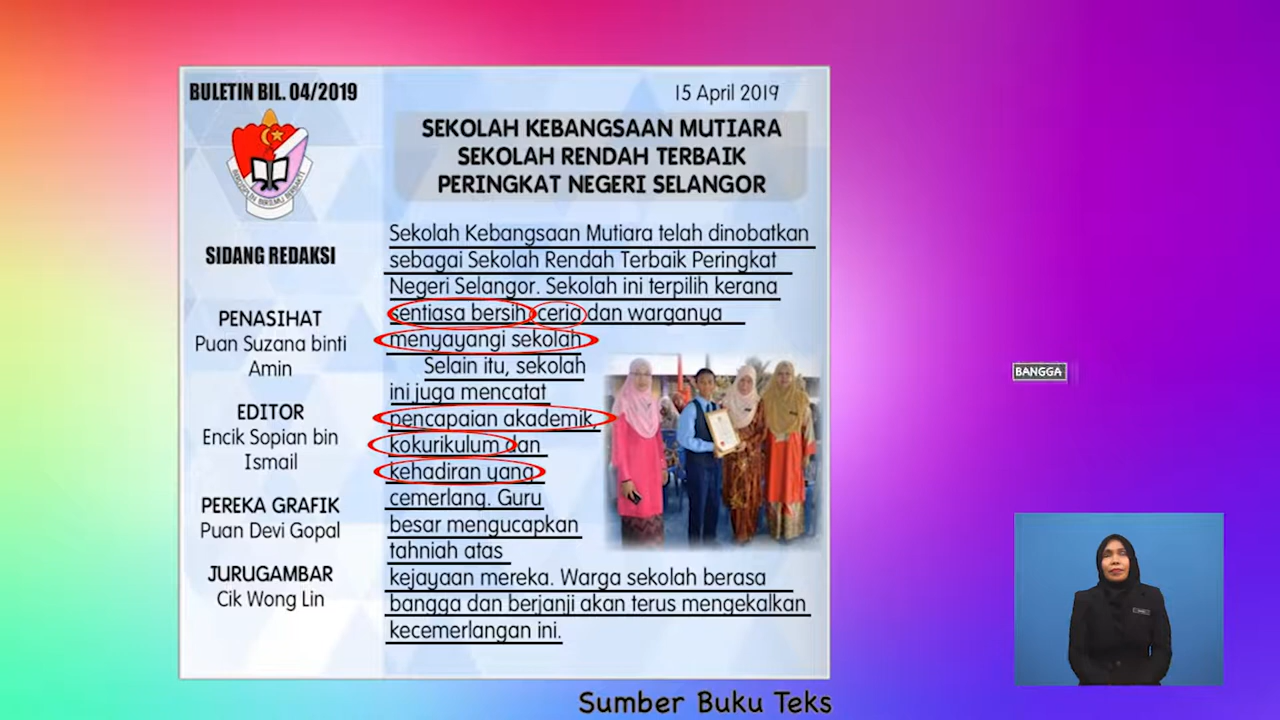 BULETIN BIL. 04/2019
SIDANG REDAKSI
PENASIHAT
Puan Suzana binti
Amin
EDITOR
Encik Sopian bin
Ismail
PEREKA GRAFIK
Puan Devi Gopal
JURUGAMBAR
Cik Wong Lin
15 April 2019
SEKOLAH KEBANGSAAN MUTIARA
SEKOLAH RENDAH TERBAIK
PERINGKAT NEGERI SELANGOR
Sekolah Kebangsaan Mutiara telah dinobatkan
sebagai Sekolah Rendah Terbaik Peringkat
Negeri Selangor. Sekolah ini terpilih kerana
sentiasa bersih, ceria dan warganya
menyayangi sekolah.
Selain itu, sekolah
ini juga mencatat
pencapaian akademik,
kokurikulum dan
kehadiran yang
cemerlang. Guru
besar mengucapkan
tahniah atas
kejayaan mereka. Warga sekolah berasa
bangga dan berjanji akan terus mengekalkan
kecemerlangan ini.
BANGGA
Sumber Buku Teks